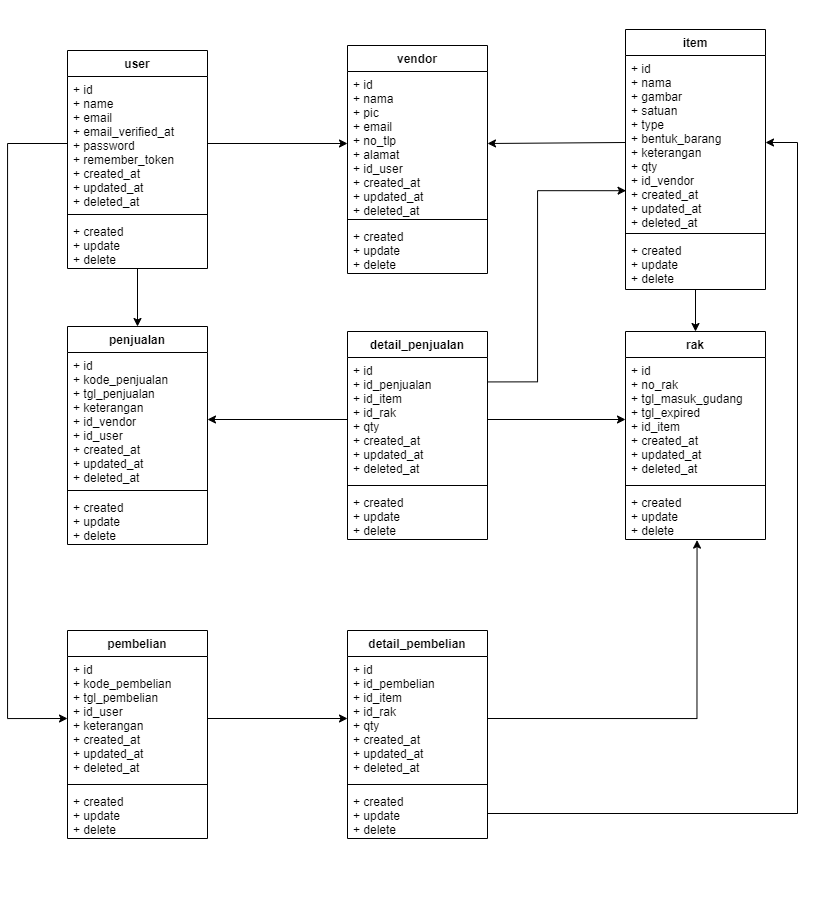 user
+ id
+ name
+ email
+ email_verified_at
+ password
+ remember_token
+ created_at
+ updated_at
+ deleted_at
+ created
+ update
+ delete
vendor
+ id
+ nama
+ pic
+ email
+ no_tlp
+ alamat
+ id_user
+ created_at
+ updated_at
+ deleted_at
+ created
+ update
+ delete
item
+ id
+ nama
+ gambar
+ satuan
+ type
+ bentuk_barang
+ keterangan
+ qty
+ id_vendor
+ created_at
+ updated_at
+ deleted_at
+ created
+ update
+ delete
penjualan
+ id
+ kode_penjualan
+ tgl_penjualan
+ keterangan
+ id_vendor
+ id_user
+ created_at
+ updated_at
+ deleted_at
+ created
+ update
+ delete
detail_penjualan
+ id
+ id_penjualan
+ id_item
+ id_rak
+ qty
+ created_at
+ updated_at
+ deleted_at
+ created
+ update
+ delete
rak
+ id
+ no_rak
+ tgl_masuk_gudang
+ tgl_expired
+ id_item
+ created_at
+ updated_at
+ deleted_at
+ created
+ update
+ delete
pembelian
+ id
+ kode_pembelian
+ tgl_pembelian
+ id_user
+ keterangan
+ created_at
+ updated_at
+ deleted_at
+ created
+ update
+ delete
detail_pembelian
+ id
+ id_pembelian
+ id_item
+ id_rak
+ qty
+ created_at
+ updated_at
+ deleted_at
+ created
+ update
+ delete